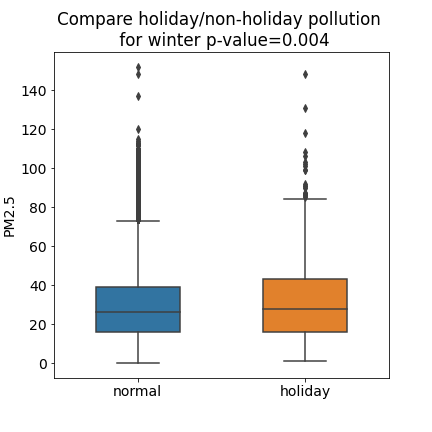 Compare holiday/non-holiday pollution
for winter p-value=0.004
PM2.5
140
120
100
80
60
40
20
0
normal holiday